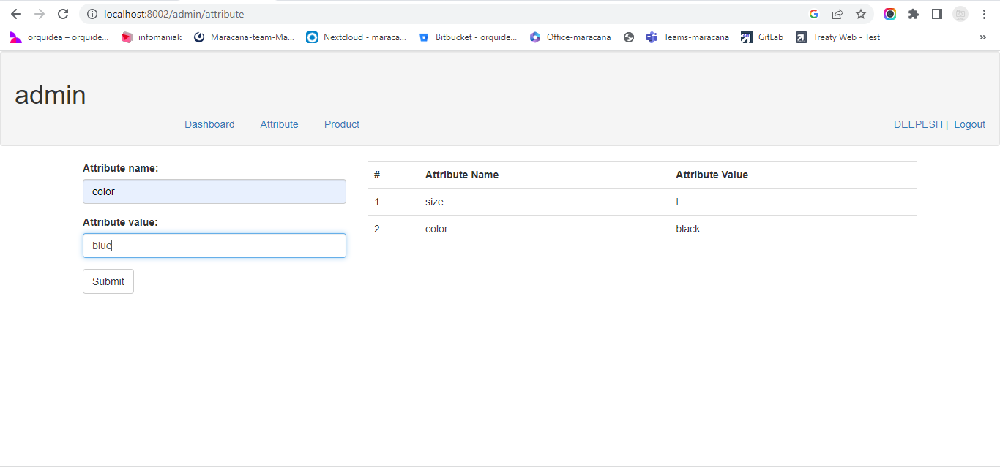 localhost:8002/admin/attribute
orquidea – orquide... infomaniak Maracana-team-Ma... Nextcloud - maraca... Bitbucket - orquide... Office-maracana Teams-maracana GitLab Treaty Web - Test »
admin
Dashboard Attribute Product DEEPESH | Logout
Attribute name:
color
Attribute value:
blue
Submit
# Attribute Name Attribute Value
1 size L
2 color black